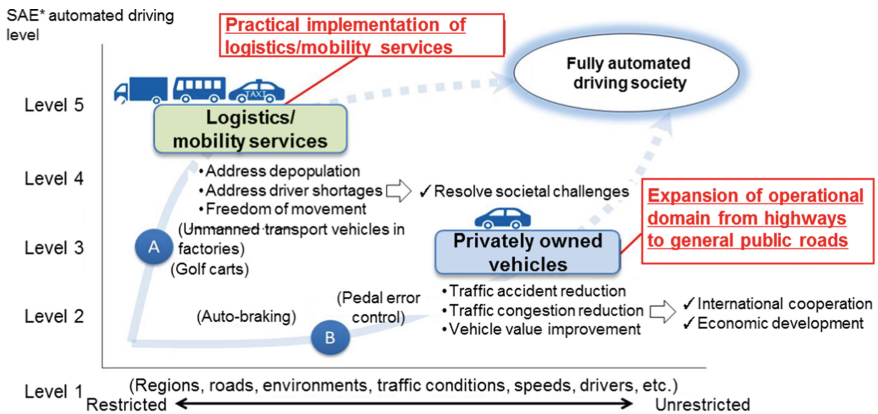 SAE* automated driving
level
Practical implementation of
logistics/mobility services
Fully automated
driving society
Level 5
TAXI
Logistics/
mobility services
Level 4
•Address depopulation
•Address driver shortages
•Freedom of movement
✓Resolve societal challenges
Expansion of operational
domain from highways
to general public roads
(Unmanned transport vehicles in
factories)
(Golf carts)
Level 3
A
Privately owned
vehicles
Level 2
(Auto-braking)
(Pedal error
control)
B
•Traffic accident reduction
•Traffic congestion reduction
•Vehicle value improvement
✓International cooperation
✓Economic development
Level 1
(Regions, roads, environments, traffic conditions, speeds, drivers, etc.)
Restricted
Unrestricted